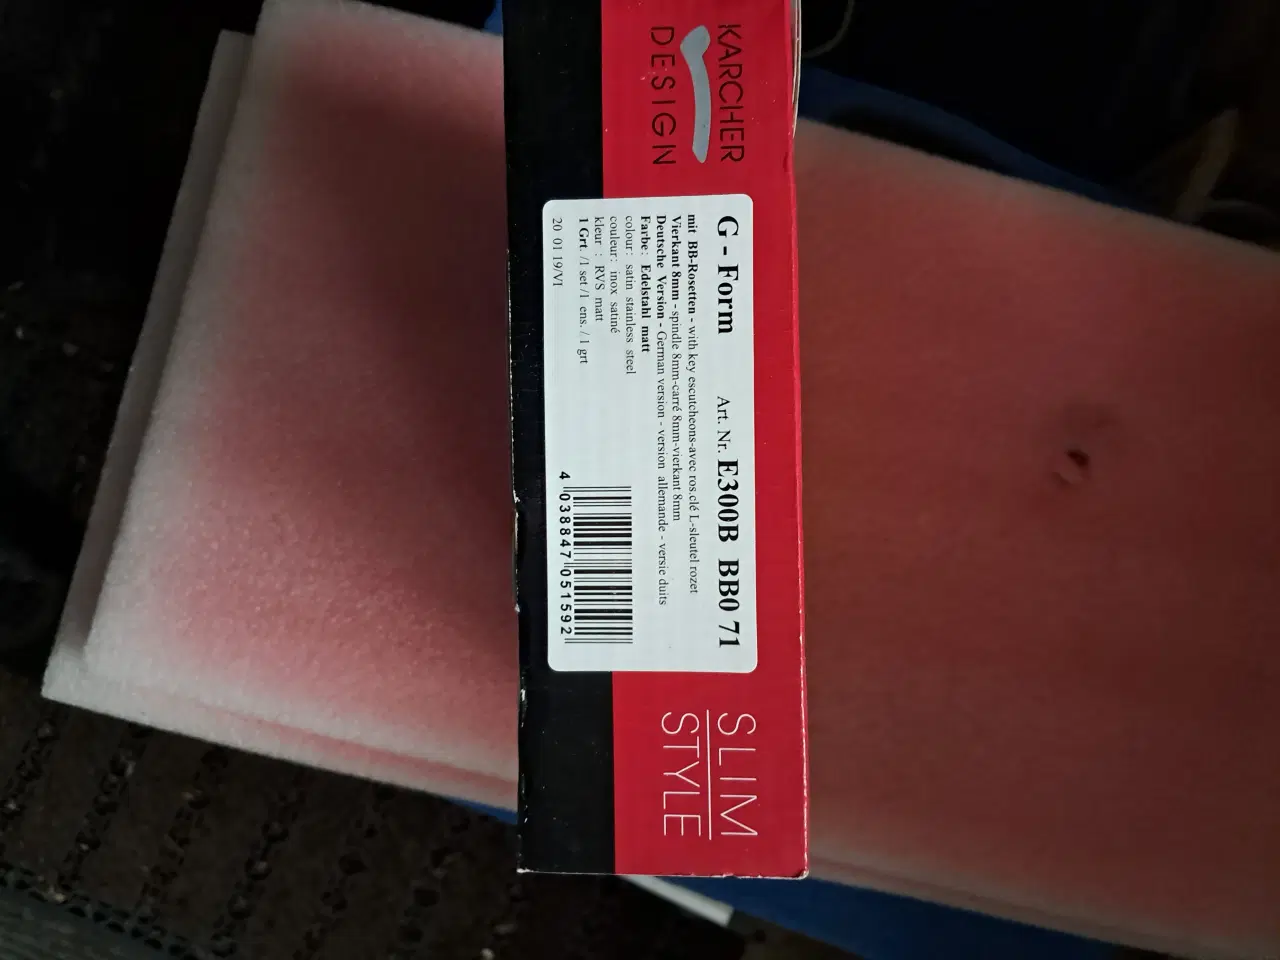 KARCHER
DESIGN
G - Form Art. Nr. E300B BB0 71
mit BB-Rosetten - with key escutcheons-avec ros.clé L-sleutel rozet
Vierkant 8mm - spindle 8mm-carré 8mm-vierkant 8mm
Deutsche Version - German version - version allemande - versie duits
Farbe: Edelstahl matt
colour: satin stainless steel
couleur: inox satiné
kleur : RVS matt
1 Grt. /1 set /1 ens. / 1 grt
20 01 19/VI
4 038847 051592
SLIM
STYLE